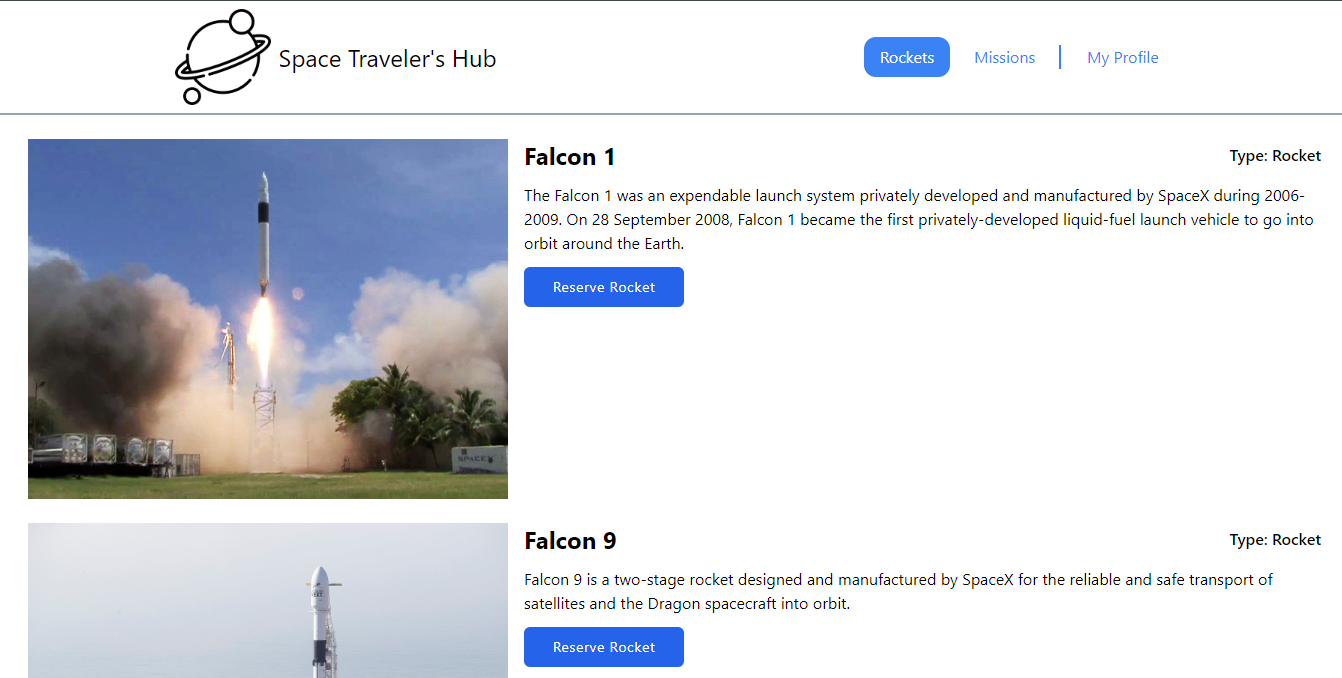 Space Traveler's Hub
Rockets
Missions
My Profile
Falcon 1
Type: Rocket
The Falcon 1 was an expendable launch system privately developed and manufactured by SpaceX during 2006-
2009. On 28 September 2008, Falcon 1 became the first privately-developed liquid-fuel launch vehicle to go into
orbit around the Earth.
Reserve Rocket
SPACEX
Falcon 9
Type: Rocket
Falcon 9 is a two-stage rocket designed and manufactured by SpaceX for the reliable and safe transport of
satellites and the Dragon spacecraft into orbit.
Reserve Rocket